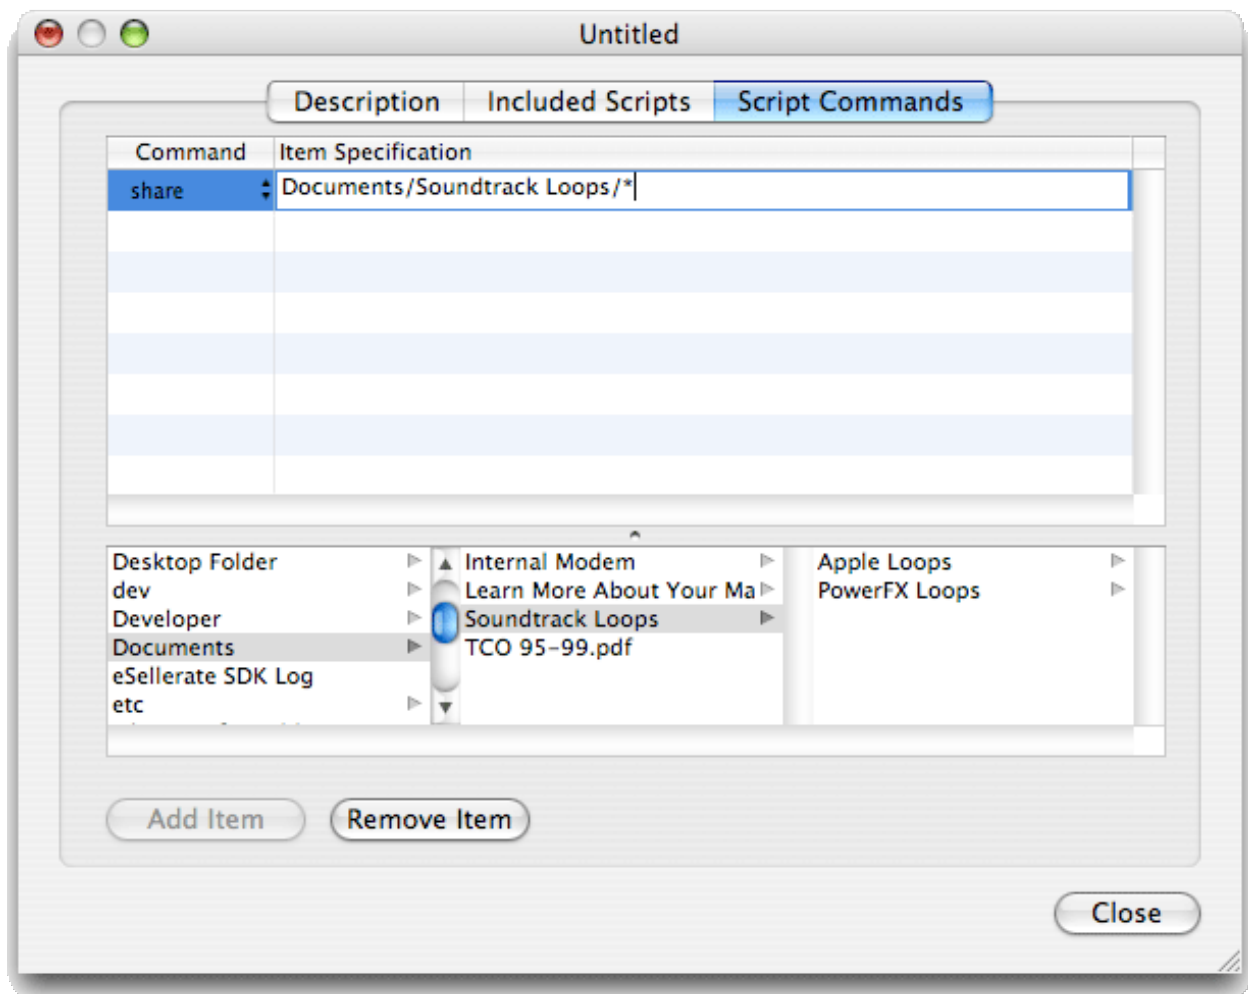 Untitled
Description Included Scripts Script Commands
Command Item Specification
share Documents/Soundtrack Loops/*
Desktop Folder Internal Modem Apple Loops
dev Learn More About Your Ma PowerFX Loops
Developer Soundtrack Loops
Documents TCO 95-99.pdf
eSellerate SDK Log
etc
Add Item Remove Item
Close